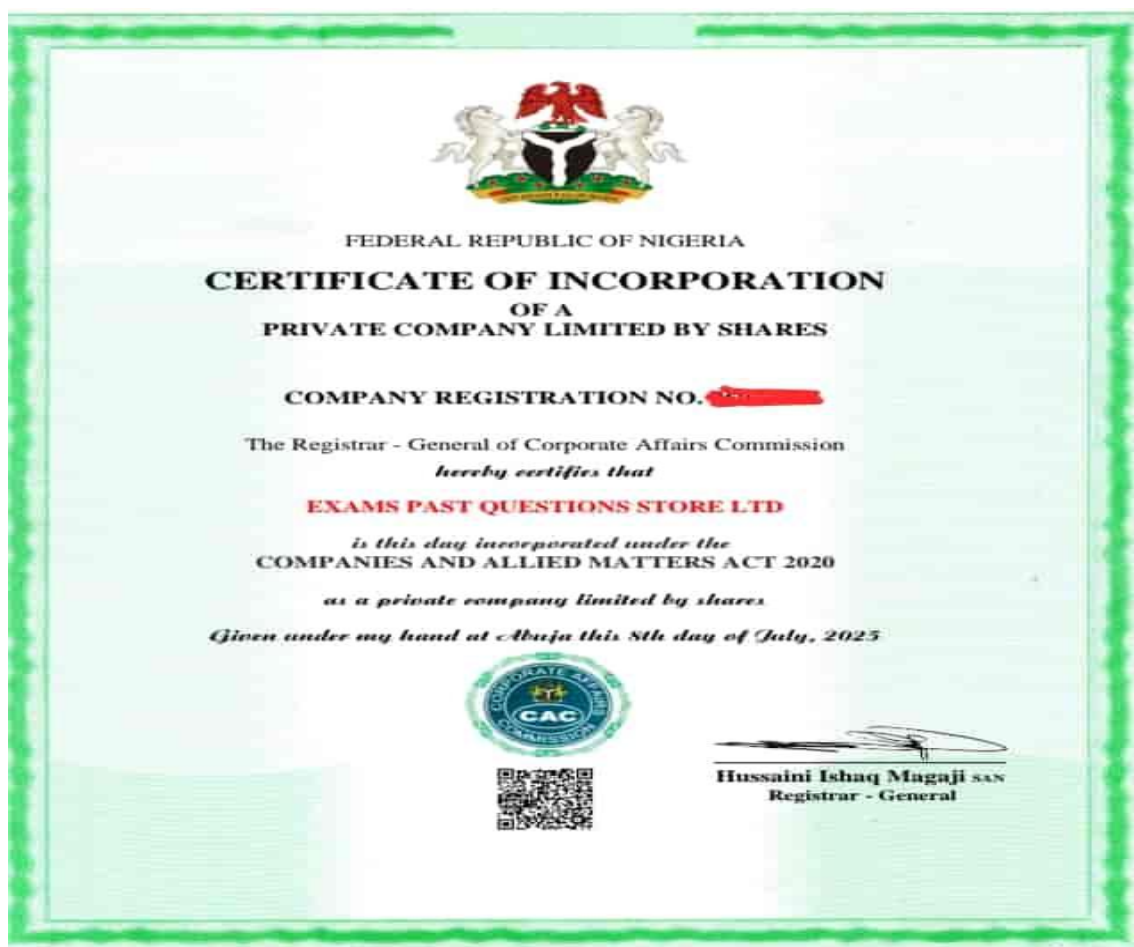 FEDERAL REPUBLIC OF NIGERIA
CERTIFICATE OF INCORPORATION
OF A
PRIVATE COMPANY LIMITED BY SHARES
COMPANY REGISTRATION NO.
The Registrar - General of Corporate Affairs Commission
hereby certifies that
EXAMS PAST QUESTIONS STORE LTD
is this day incorporated under the
COMPANIES AND ALLIED MATTERS ACT 2020
as a private company limited by shares
Given under my hand at Abuja this 8th day of July, 2025
CORPORATE AFFAIRS
CAC
COMMISSION
Hussaini Ishaq Magaji SAN
Registrar - General